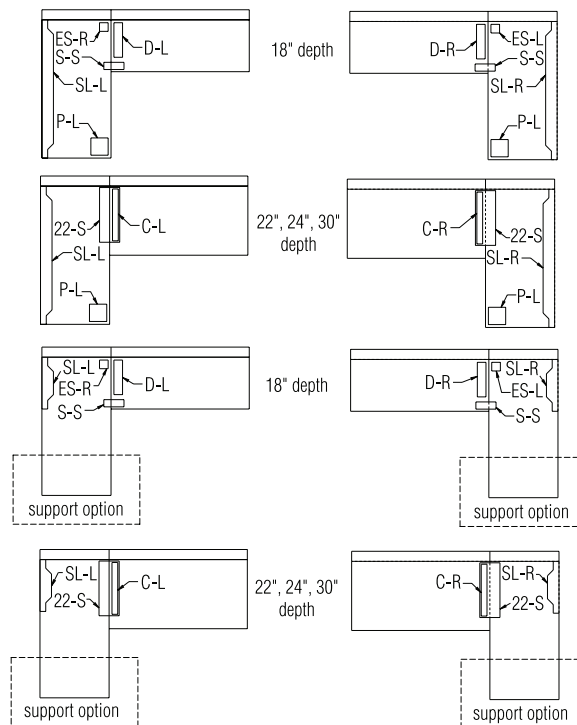 ES-R
D-L
S-S
SL-L
P-L
18" depth
D-R
ES-L
S-S
SL-R
P-L
22-S
C-L
SL-L
P-L
22", 24", 30"
depth
C-R
22-S
SL-R
P-L
SL-L
ES-R
D-L
S-S
support option
18" depth
SL-R
D-R
ES-L
S-S
support option
SL-L
C-L
22-S
support option
22", 24", 30"
depth
C-R
SL-R
22-S
support option